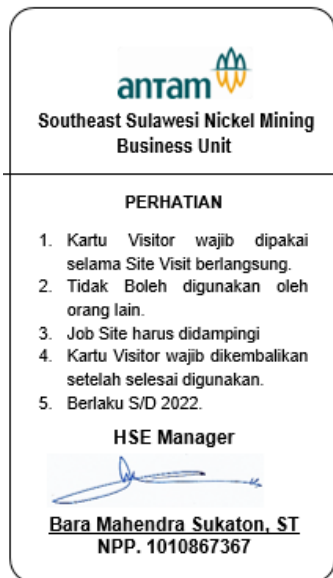 antam
Southeast Sulawesi Nickel Mining
Business Unit
PERHATIAN
1. Kartu Visitor wajib dipakai
selama Site Visit berlangsung.
2. Tidak Boleh digunakan oleh
orang lain.
3. Job Site harus didampingi
4. Kartu Visitor wajib dikembalikan
setelah selesai digunakan.
5. Berlaku S/D 2022.
HSE Manager
Bara Mahendra Sukaton, ST
NPP. 1010867367